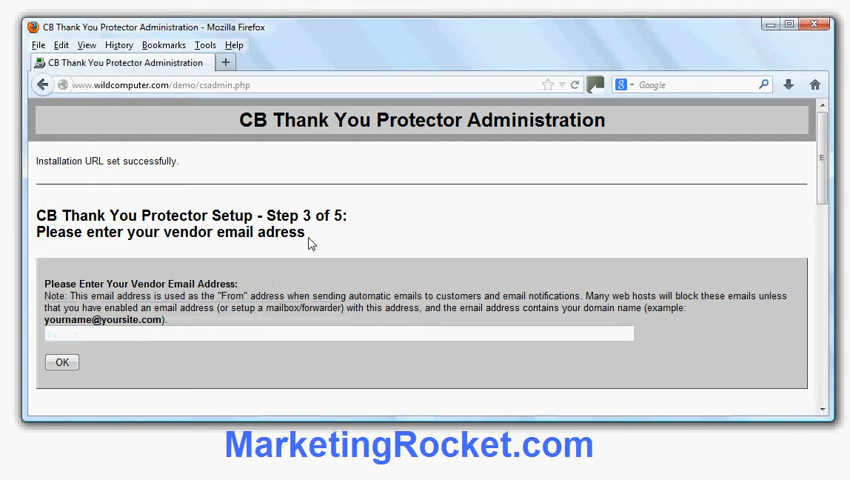 CB Thank You Protector Administration - Mozilla Firefox
File Edit View History Bookmarks Tools Help
CB Thank You Protector Administration
www.wildcomputer.com/demo/csadmin.php
Google
CB Thank You Protector Administration
Installation URL set successfully.
CB Thank You Protector Setup - Step 3 of 5:
Please enter your vendor email adress
Please Enter Your Vendor Email Address:
Note: This email address is used as the "From" address when sending automatic emails to customers and email notifications. Many web hosts will block these emails unless
that you have enabled an email address (or setup a mailbox/forwarder) with this address, and the email address contains your domain name (example:
yourname@yoursite.com).
OK
MarketingRocket.com